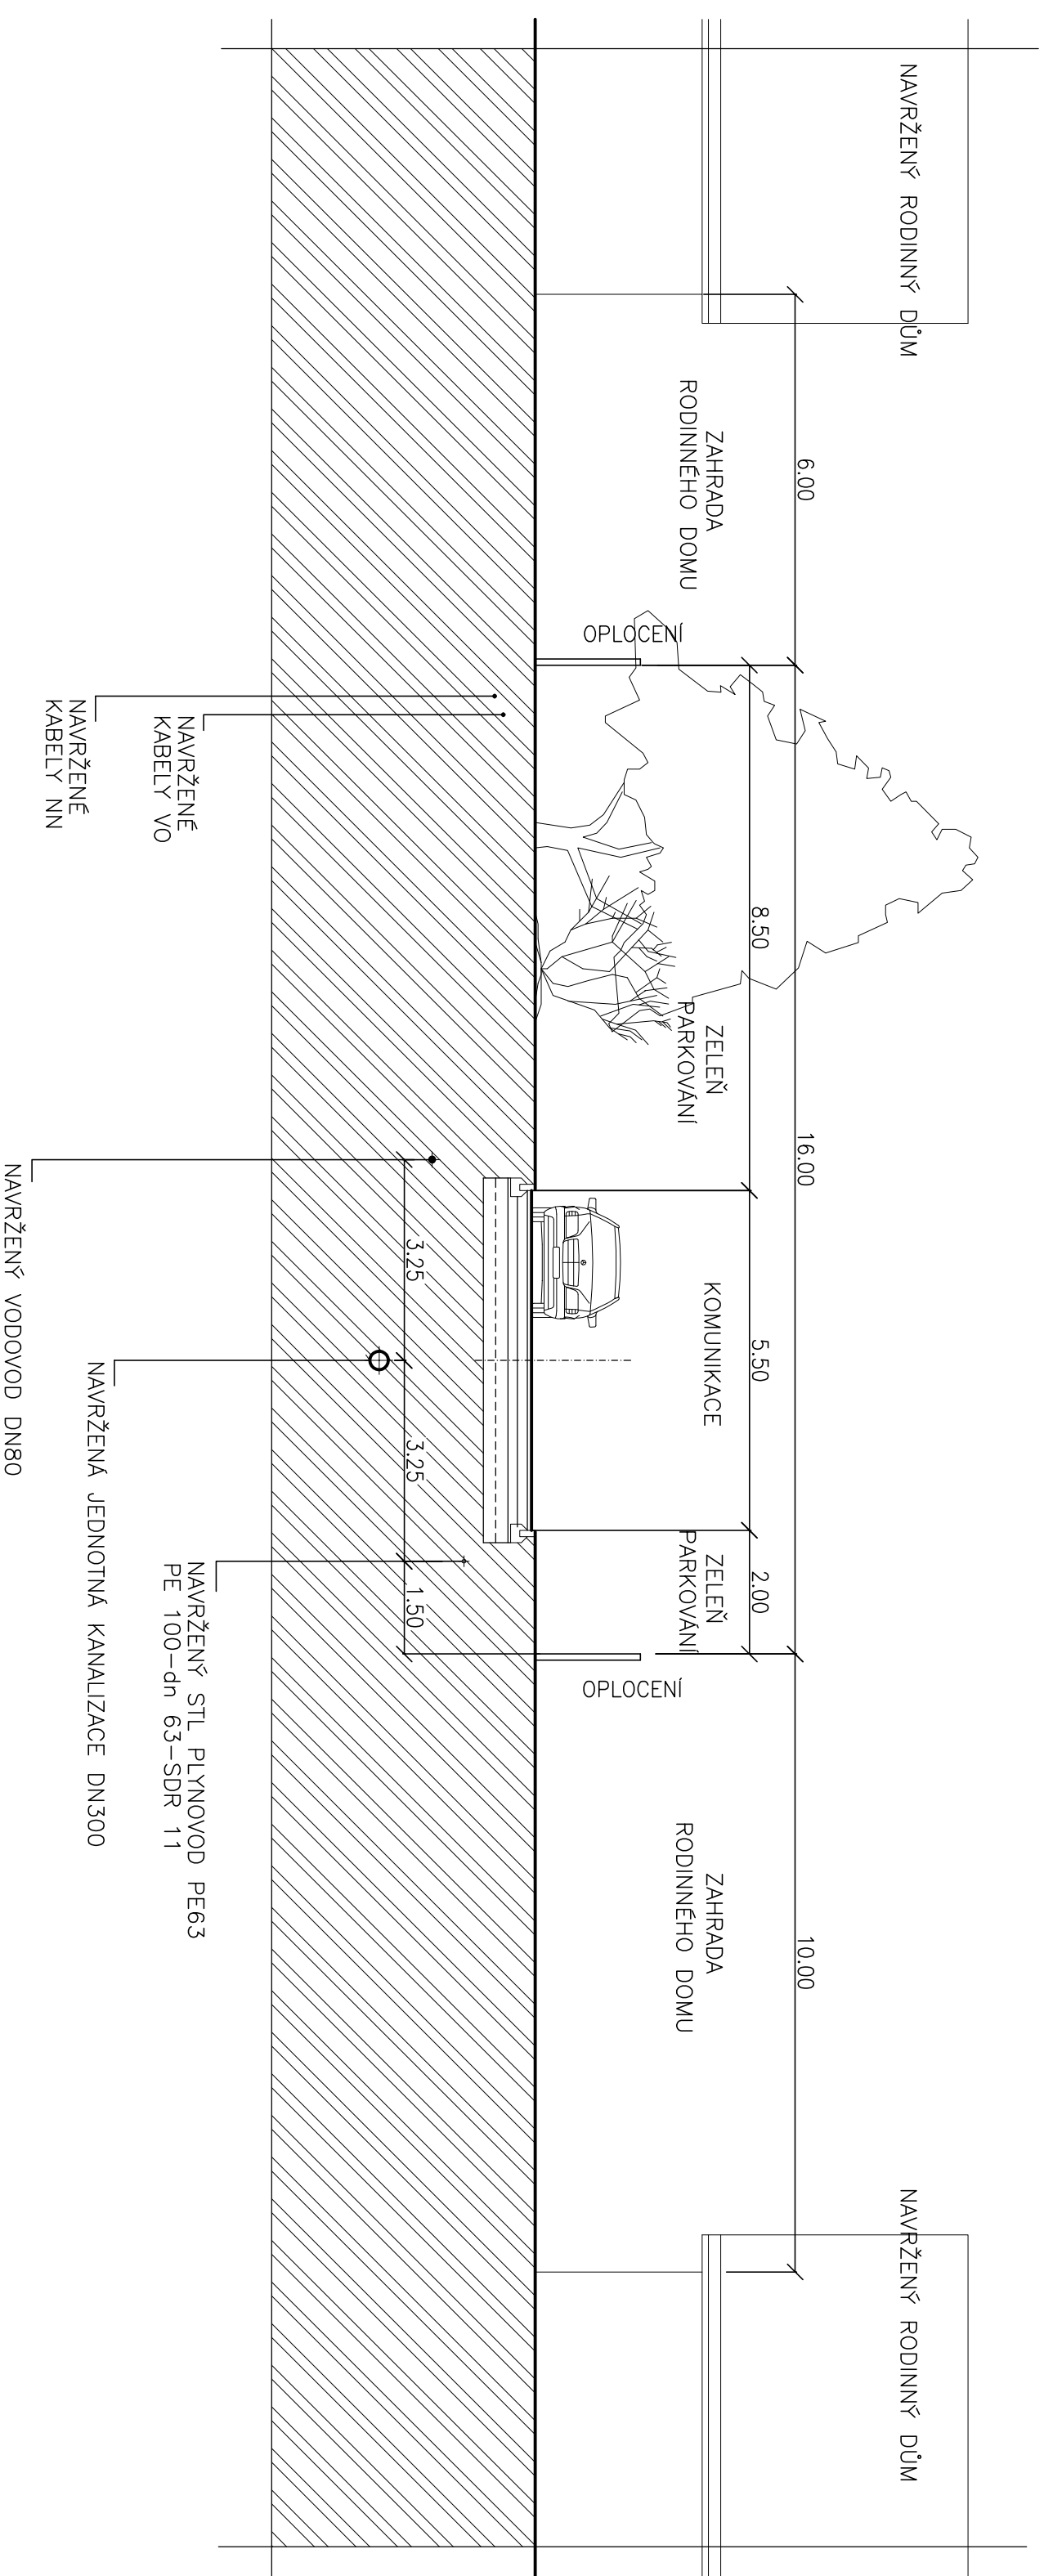 NAVRŽENÝ RODINNÝ DŮM
NAVRŽENÝ RODINNÝ DŮM
6.00
16.00
10.00
8.50
5.50
2.00
ZAHRADA
RODINNÉHO DOMU
ZELEŇ
PARKOVÁNÍ
KOMUNIKACE
ZELEŇ
PARKOVÁNÍ
ZAHRADA
RODINNÉHO DOMU
OPLOCENÍ
OPLOCENÍ
3.25
3.25
1.50
NAVRŽENÉ
KABELY VO
NAVRŽENÉ
KABELY NN
NAVRŽENÝ STL PLYNOVOD PE63
PE 100-dn 63-SDR 11
NAVRŽENÁ JEDNOTNÁ KANALIZACE DN300
NAVRŽENÝ VODOVOD DN80